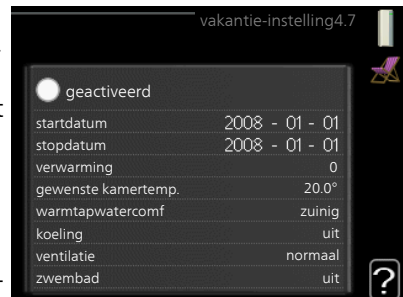 vakantie-instelling4.7
geactiveerd
startdatum 2008 - 01 - 01
stopdatum 2008 - 01 - 01
verwarming 0
gewenste kamertemp. 20.0°
warmtapwatercomf zuinig
koeling uit
ventilatie normaal
zwembad uit
?